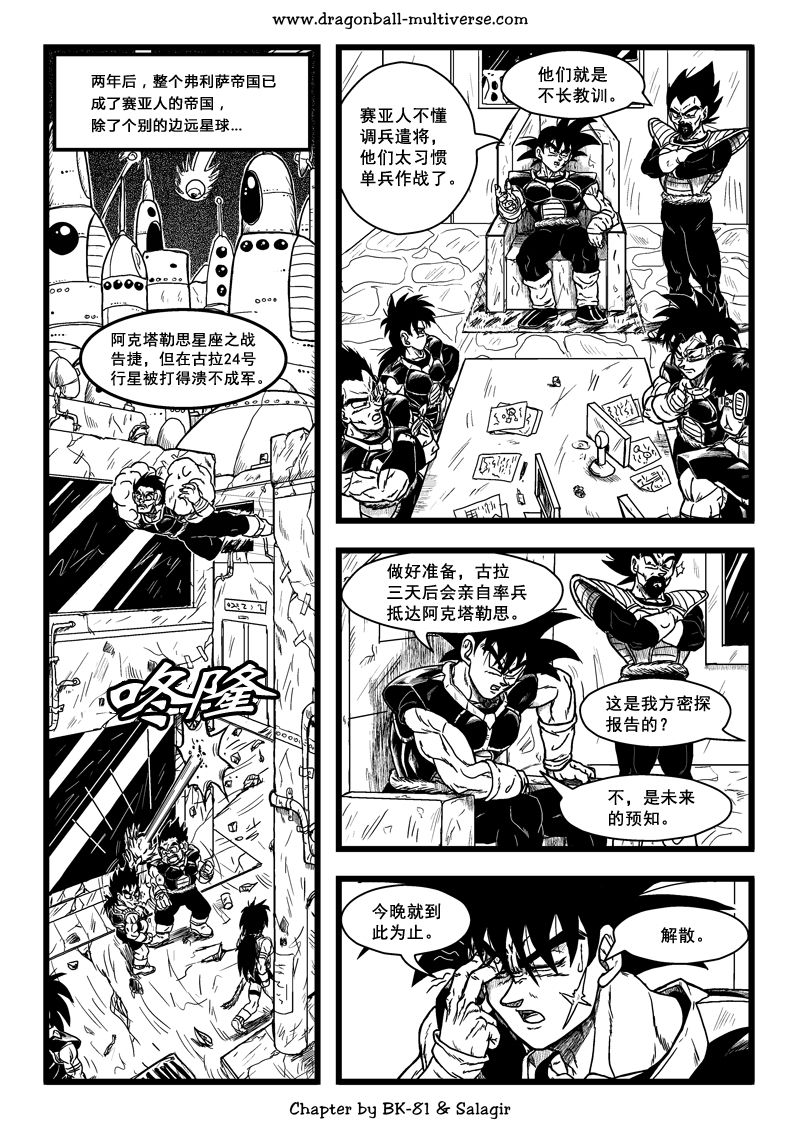 www.dragonball-multiverse.com
两年后，整个弗利萨帝国已
成了赛亚人的帝国，
除了个别的边远星球...
阿克塔勒思星座之战
告捷，但在古拉24号
行星被打得溃不成军。
咚隆
他们就是
不长教训。
赛亚人不懂
调兵遣将，
他们太习惯
单兵作战了。
做好准备，古拉
三天后会亲自率兵
抵达阿克塔勒思。
这是我方密探
报告的？
不，是未来
的预知。
今晚就到
此为止。
解散。
Chapter by BK-81 & Salagir